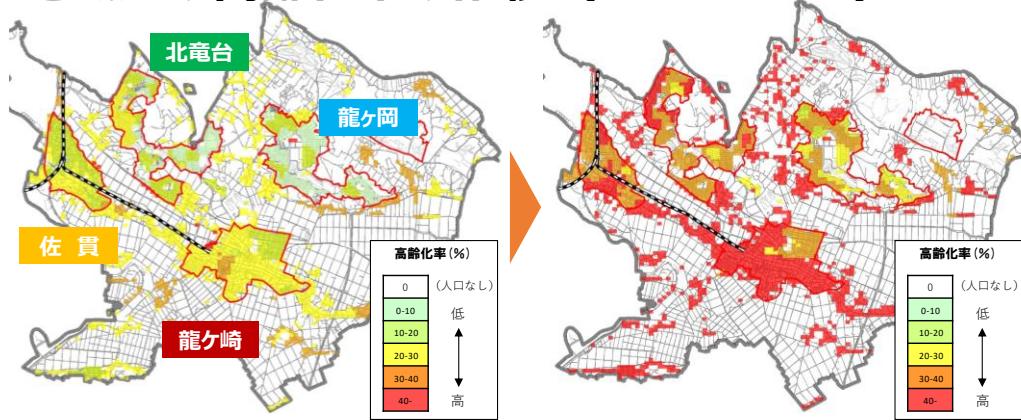 北竜台
龍ヶ岡
佐 貫
龍ケ崎
高齢化率(%)
0 (人口なし)
0-10 低
10-20
20-30
30-40
40- 高
高齢化率(%)
0 (人口なし)
0-10 低
10-20
20-30
30-40
40- 高